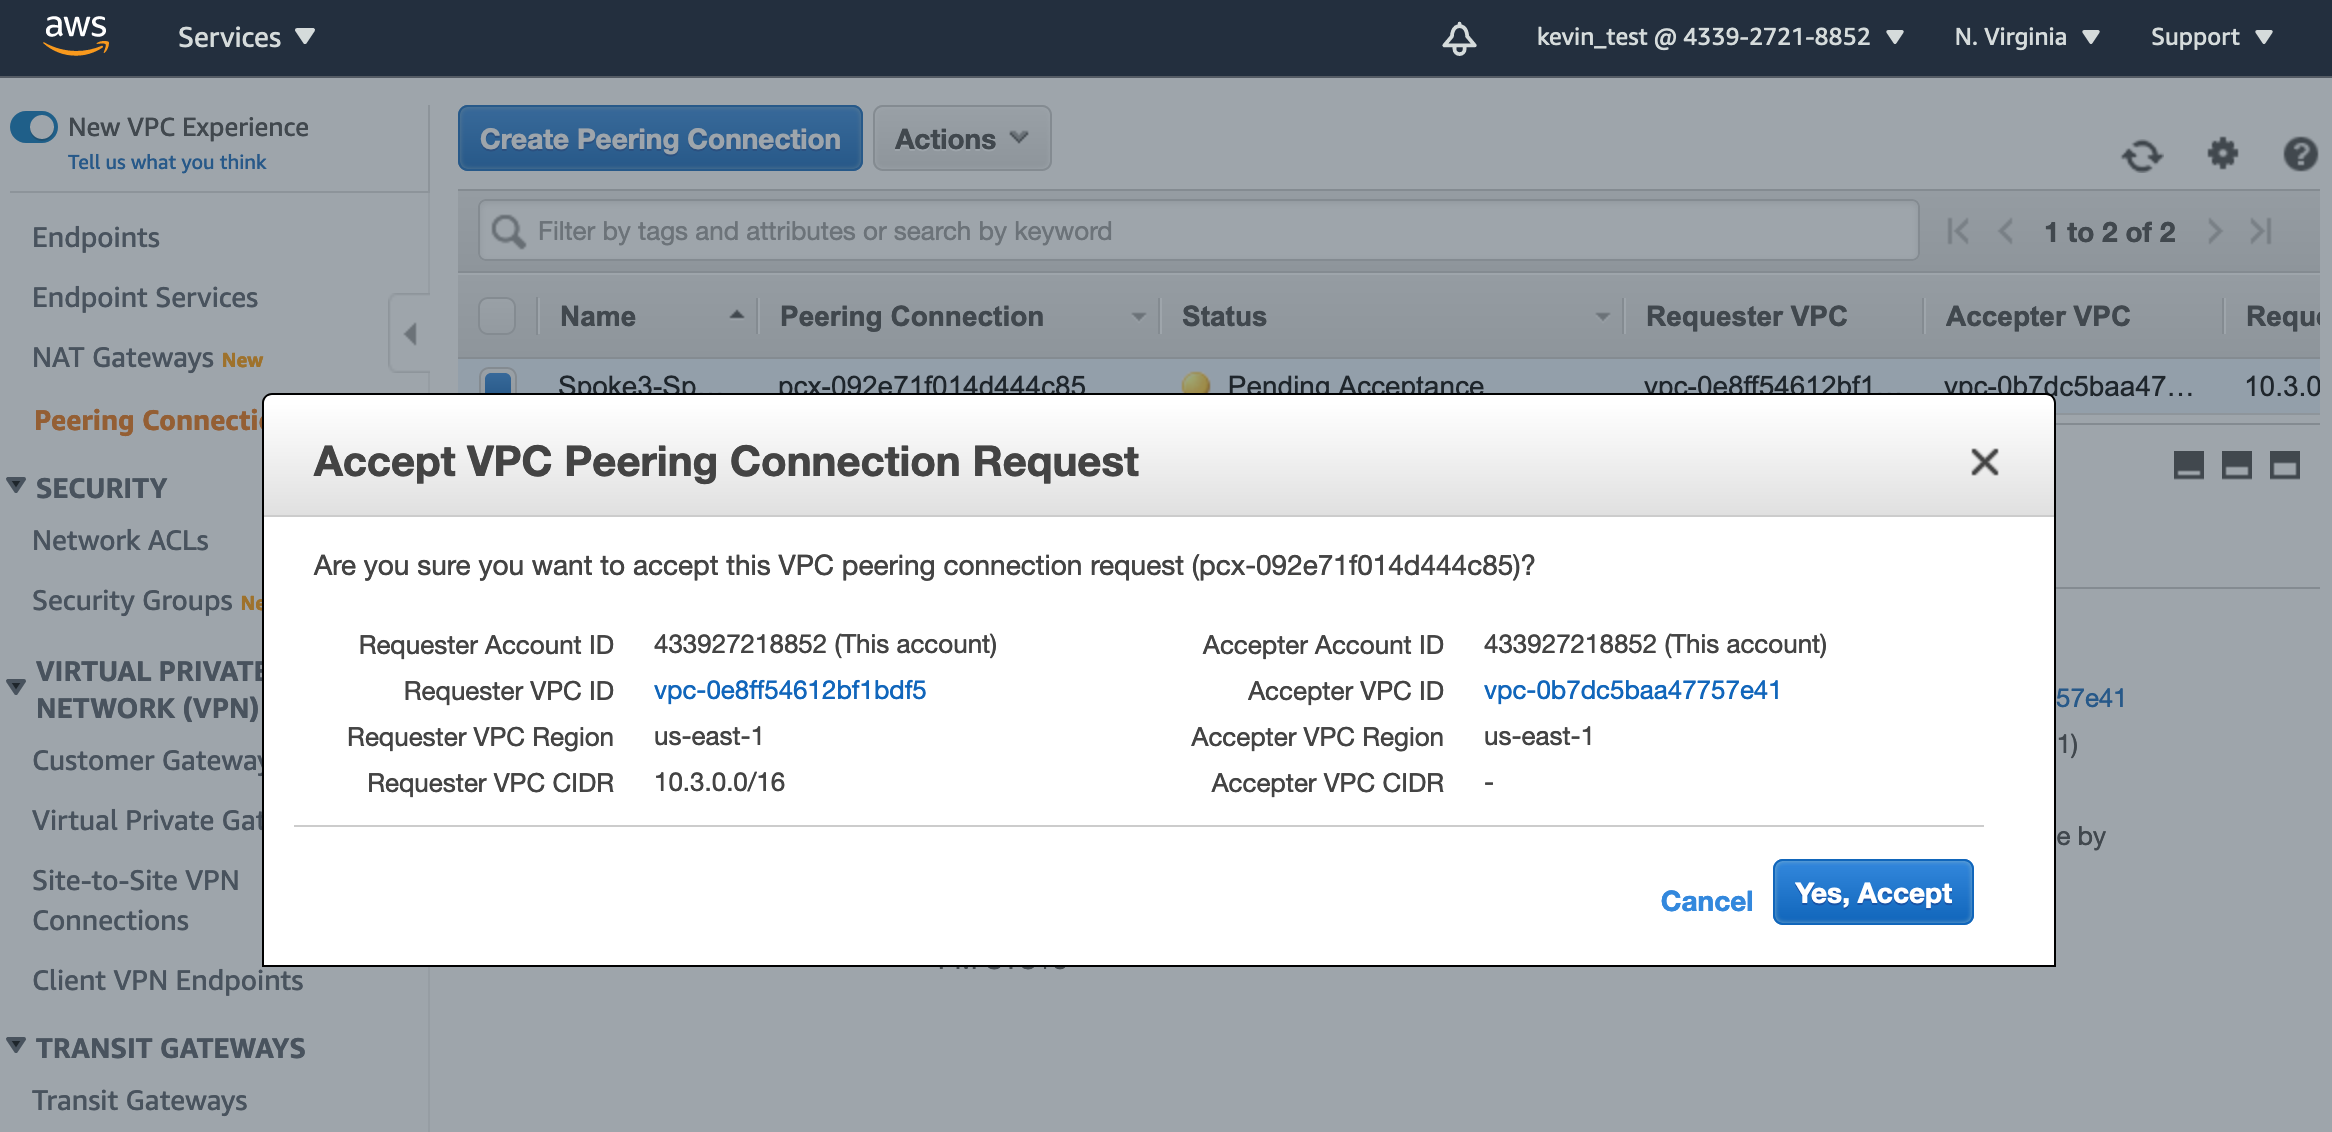 aws
Services
kevin_test @ 4339-2721-8852
N. Virginia
Support
New VPC Experience
Tell us what you think
Create Peering Connection
Actions
Filter by tags and attributes or search by keyword
1 to 2 of 2
Name
Peering Connection
Status
Requester VPC
Accepter VPC
Reque
Spoke3-Sp
pcx-092e71f014d444c85
Pending Acceptance
vpc-0e8ff54612bf1
vpc-0b7dc5baa47…
10.3.0
Endpoints
Endpoint Services
NAT Gateways New
Peering Connectio
SECURITY
Network ACLs
Security Groups Ne
VIRTUAL PRIVATE
NETWORK (VPN)
Customer Gateway
Virtual Private Gat
Site-to-Site VPN
Connections
Client VPN Endpoints
TRANSIT GATEWAYS
Transit Gateways
Accept VPC Peering Connection Request
Are you sure you want to accept this VPC peering connection request (pcx-092e71f014d444c85)?
Requester Account ID 433927218852 (This account)
Requester VPC ID vpc-0e8ff54612bf1bdf5
Requester VPC Region us-east-1
Requester VPC CIDR 10.3.0.0/16
Accepter Account ID 433927218852 (This account)
Accepter VPC ID vpc-0b7dc5baa47757e41
Accepter VPC Region us-east-1
Accepter VPC CIDR -
Cancel
Yes, Accept
57e41
1)
e by